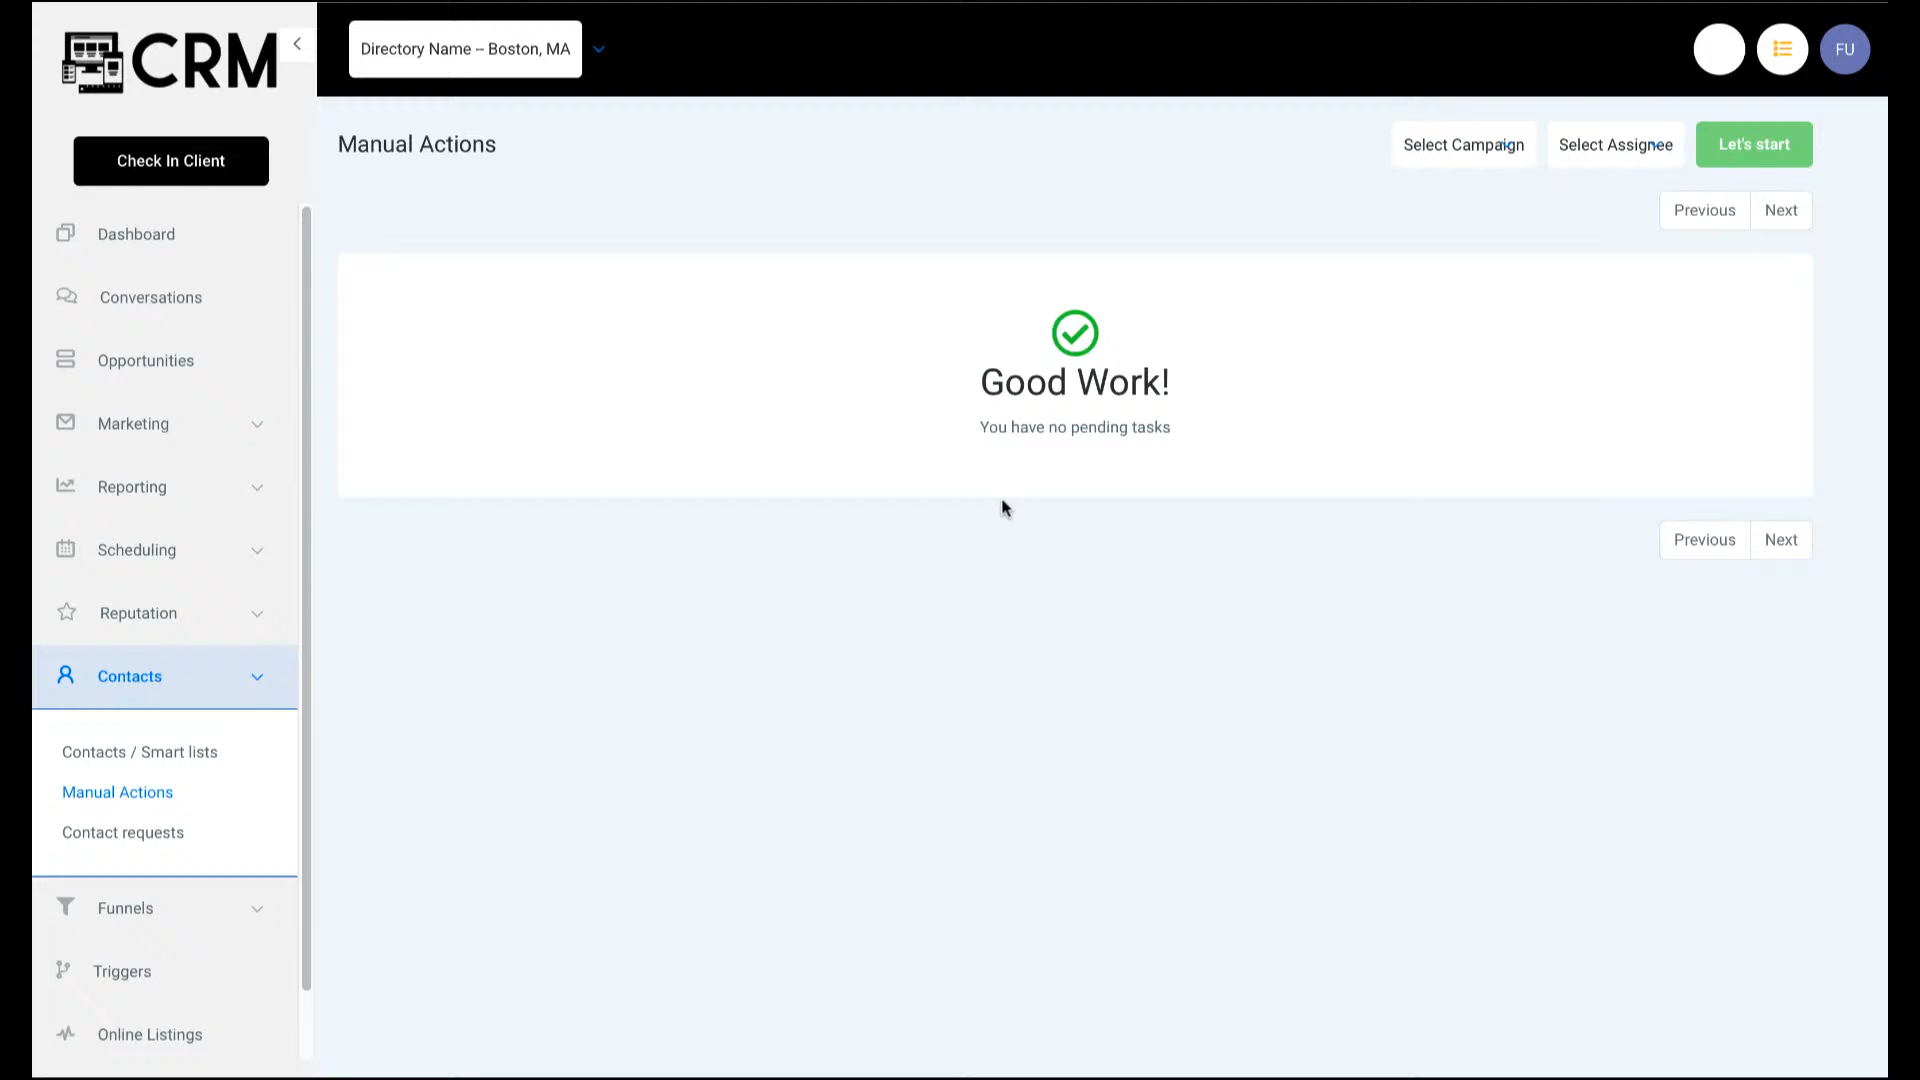 CRM
Directory Name – Boston, MA
FU
Check In Client
Dashboard
Conversations
Opportunities
Marketing
Reporting
Scheduling
Reputation
Contacts
Contacts / Smart lists
Manual Actions
Contact requests
Funnels
Triggers
Online Listings
Manual Actions
Select Campaign
Select Assignee
Let's start
Previous
Next
Good Work!
You have no pending tasks
Previous
Next